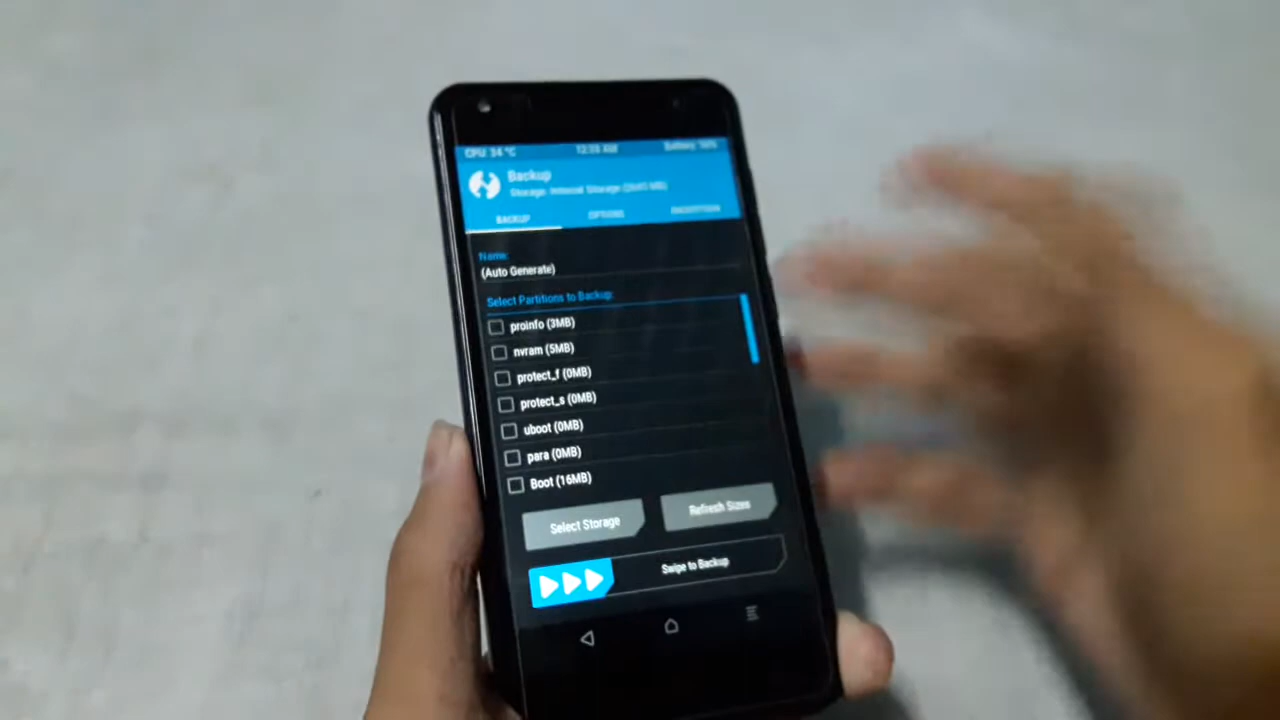 CPU: 34 °C
Backup
BACKUP
OPTIONS
ENCRYPTION
Name:
(Auto Generate)
Select Partitions to Backup:
proinfo (3MB)
nvram (5MB)
protect_f (0MB)
protect_s (0MB)
uboot (0MB)
para (0MB)
Boot (16MB)
Select Storage
Refresh Sizes
Swipe to Backup